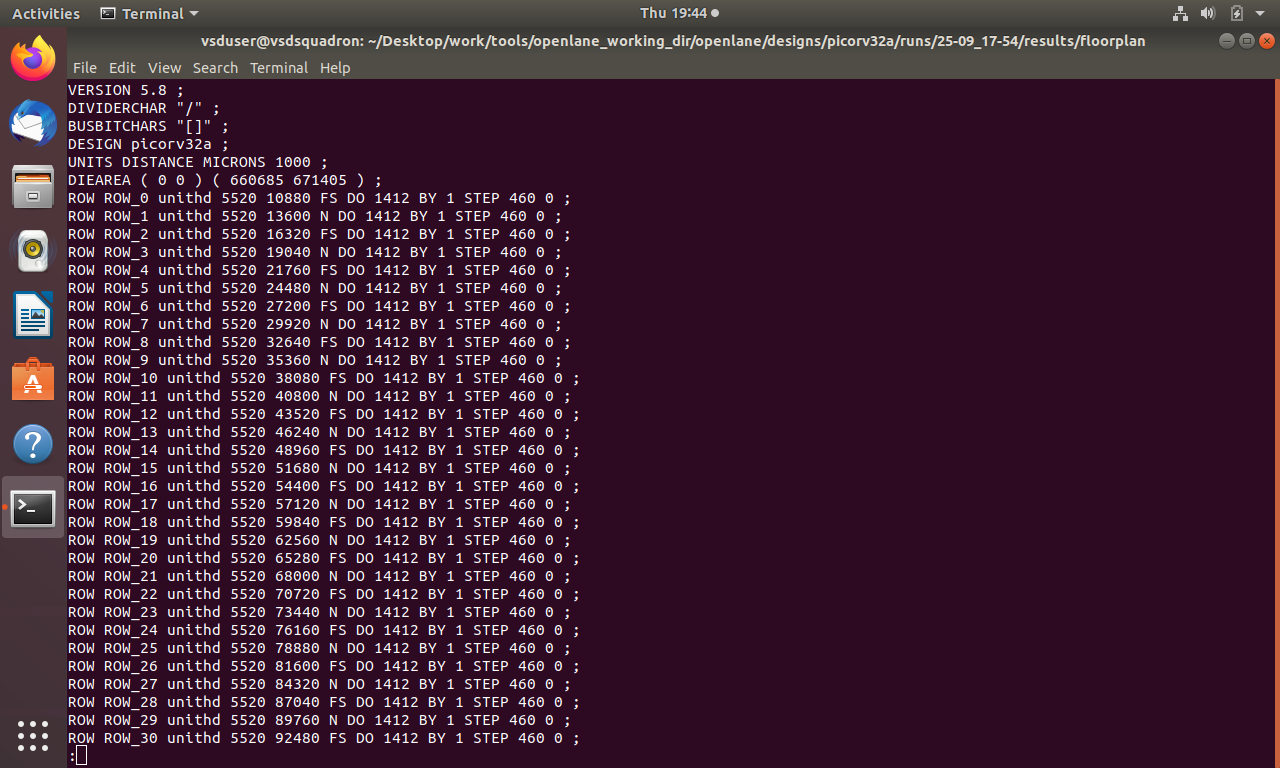 Activities Terminal Thu 19:44
vsduser@vsdsquadron: ~/Desktop/work/tools/openlane_working_dir/openlane/designs/picorv32a/runs/25-09_17-54/results/floorplan
File Edit View Search Terminal Help
VERSION 5.8 ;
DIVIDERCHAR "/" ;
BUSBITCHARS "[]" ;
DESIGN picorv32a ;
UNITS DISTANCE MICRONS 1000 ;
DIEAREA ( 0 0 ) ( 660685 671405 ) ;
ROW ROW_0 unithd 5520 10880 FS DO 1412 BY 1 STEP 460 0 ;
ROW ROW_1 unithd 5520 13600 N DO 1412 BY 1 STEP 460 0 ;
ROW ROW_2 unithd 5520 16320 FS DO 1412 BY 1 STEP 460 0 ;
ROW ROW_3 unithd 5520 19040 N DO 1412 BY 1 STEP 460 0 ;
ROW ROW_4 unithd 5520 21760 FS DO 1412 BY 1 STEP 460 0 ;
ROW ROW_5 unithd 5520 24480 N DO 1412 BY 1 STEP 460 0 ;
ROW ROW_6 unithd 5520 27200 FS DO 1412 BY 1 STEP 460 0 ;
ROW ROW_7 unithd 5520 29920 N DO 1412 BY 1 STEP 460 0 ;
ROW ROW_8 unithd 5520 32640 FS DO 1412 BY 1 STEP 460 0 ;
ROW ROW_9 unithd 5520 35360 N DO 1412 BY 1 STEP 460 0 ;
ROW ROW_10 unithd 5520 38080 FS DO 1412 BY 1 STEP 460 0 ;
ROW ROW_11 unithd 5520 40800 N DO 1412 BY 1 STEP 460 0 ;
ROW ROW_12 unithd 5520 43520 FS DO 1412 BY 1 STEP 460 0 ;
ROW ROW_13 unithd 5520 46240 N DO 1412 BY 1 STEP 460 0 ;
ROW ROW_14 unithd 5520 48960 FS DO 1412 BY 1 STEP 460 0 ;
ROW ROW_15 unithd 5520 51680 N DO 1412 BY 1 STEP 460 0 ;
ROW ROW_16 unithd 5520 54400 FS DO 1412 BY 1 STEP 460 0 ;
ROW ROW_17 unithd 5520 57120 N DO 1412 BY 1 STEP 460 0 ;
ROW ROW_18 unithd 5520 59840 FS DO 1412 BY 1 STEP 460 0 ;
ROW ROW_19 unithd 5520 62560 N DO 1412 BY 1 STEP 460 0 ;
ROW ROW_20 unithd 5520 65280 FS DO 1412 BY 1 STEP 460 0 ;
ROW ROW_21 unithd 5520 68000 N DO 1412 BY 1 STEP 460 0 ;
ROW ROW_22 unithd 5520 70720 FS DO 1412 BY 1 STEP 460 0 ;
ROW ROW_23 unithd 5520 73440 N DO 1412 BY 1 STEP 460 0 ;
ROW ROW_24 unithd 5520 76160 FS DO 1412 BY 1 STEP 460 0 ;
ROW ROW_25 unithd 5520 78880 N DO 1412 BY 1 STEP 460 0 ;
ROW ROW_26 unithd 5520 81600 FS DO 1412 BY 1 STEP 460 0 ;
ROW ROW_27 unithd 5520 84320 N DO 1412 BY 1 STEP 460 0 ;
ROW ROW_28 unithd 5520 87040 FS DO 1412 BY 1 STEP 460 0 ;
ROW ROW_29 unithd 5520 89760 N DO 1412 BY 1 STEP 460 0 ;
ROW ROW_30 unithd 5520 92480 FS DO 1412 BY 1 STEP 460 0 ;
: